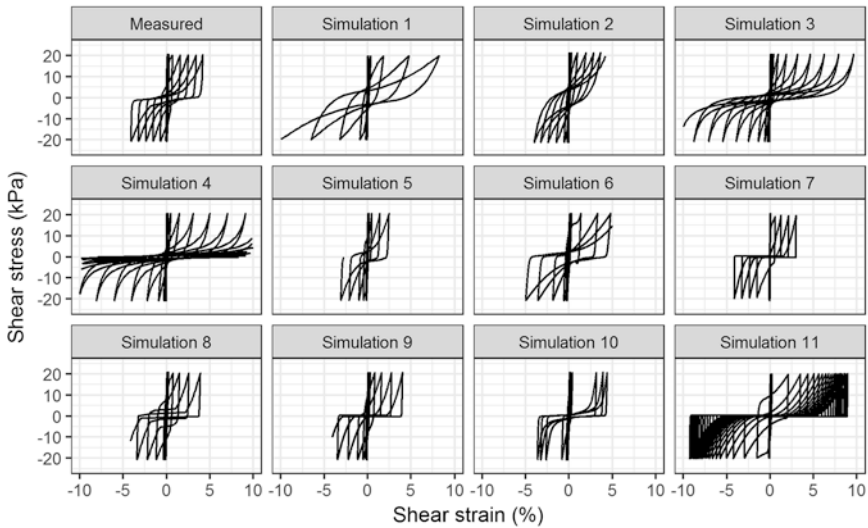 Measured
Simulation 1
Simulation 2
Simulation 3
20
10
0
-10
-20
Simulation 4
Simulation 5
Simulation 6
Simulation 7
20
10
0
-10
-20
Simulation 8
Simulation 9
Simulation 10
Simulation 11
20
10
0
-10
-20
-10 -5 0 5 10
-10 -5 0 5 10
-10 -5 0 5 10
-10 -5 0 5 10
Shear stress (kPa)
Shear strain (%)